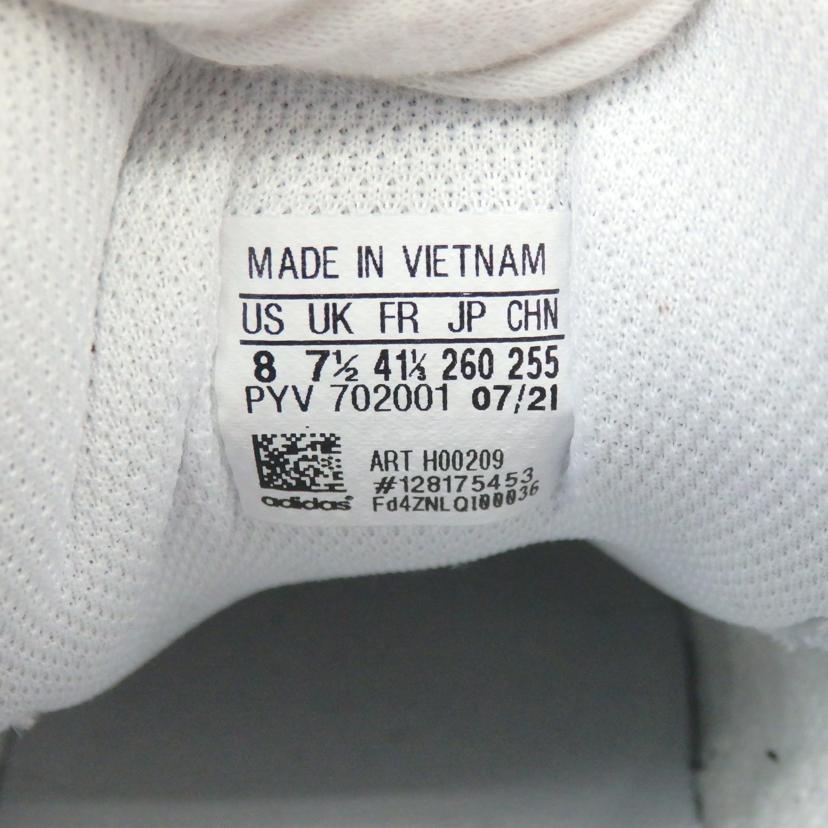 MADE IN VIETNAM
US UK FR JP CHN
8 7½ 41⅓ 260 255
PYV 702001 07/21
ART H00209
#128175453
Fd4ZNLQI00036
adidas